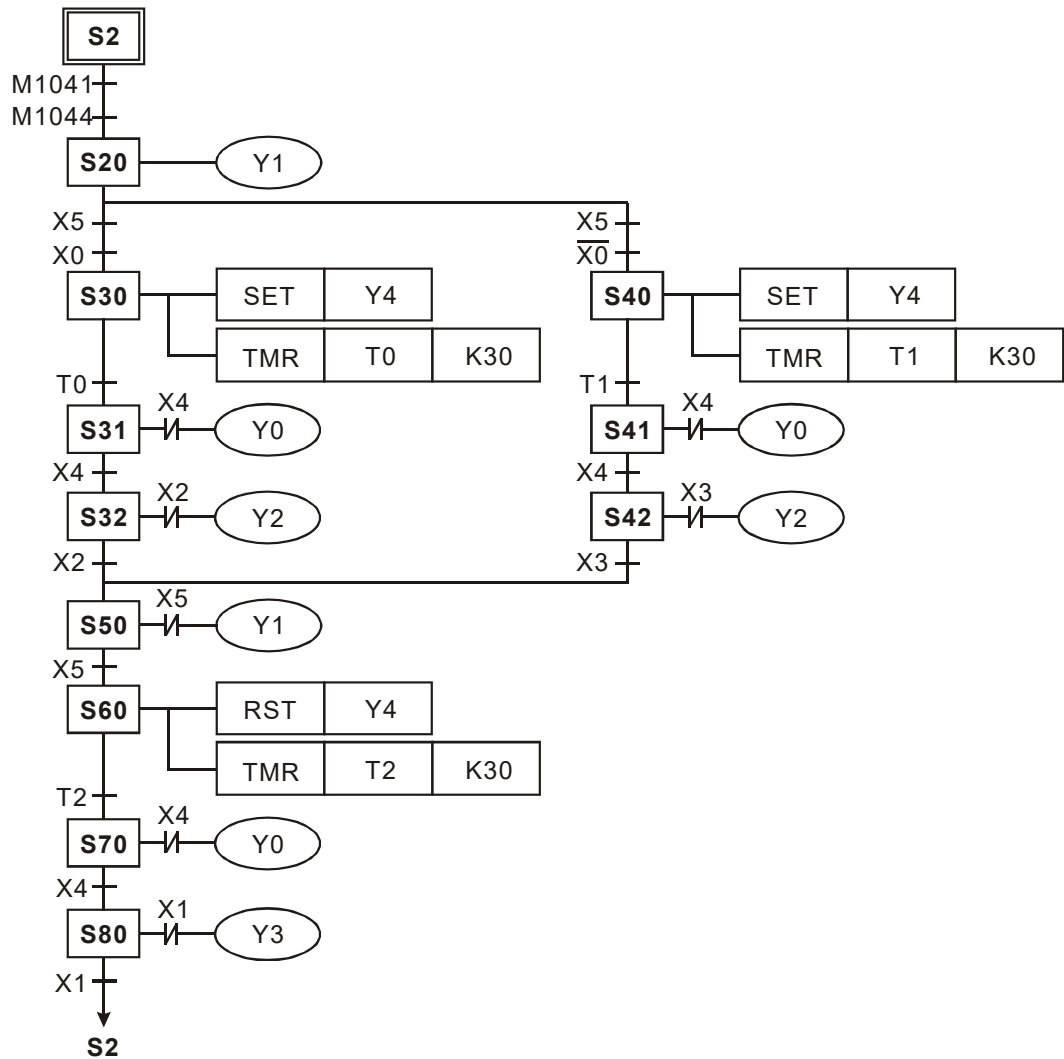 S2
M1041
M1044
S20 Y1
X5 X5
X0 X0
S30 SET Y4 S40 SET Y4
TMR T0 K30 TMR T1 K30
T0 X4 T1 X4
S31 Y0 S41 Y0
X4 X2 X4 X3
S32 Y2 S42 Y2
X2 X3
X5
S50 Y1
X5
S60 RST Y4
TMR T2 K30
T2 X4
S70 Y0
X4 X1
S80 Y3
X1
S2